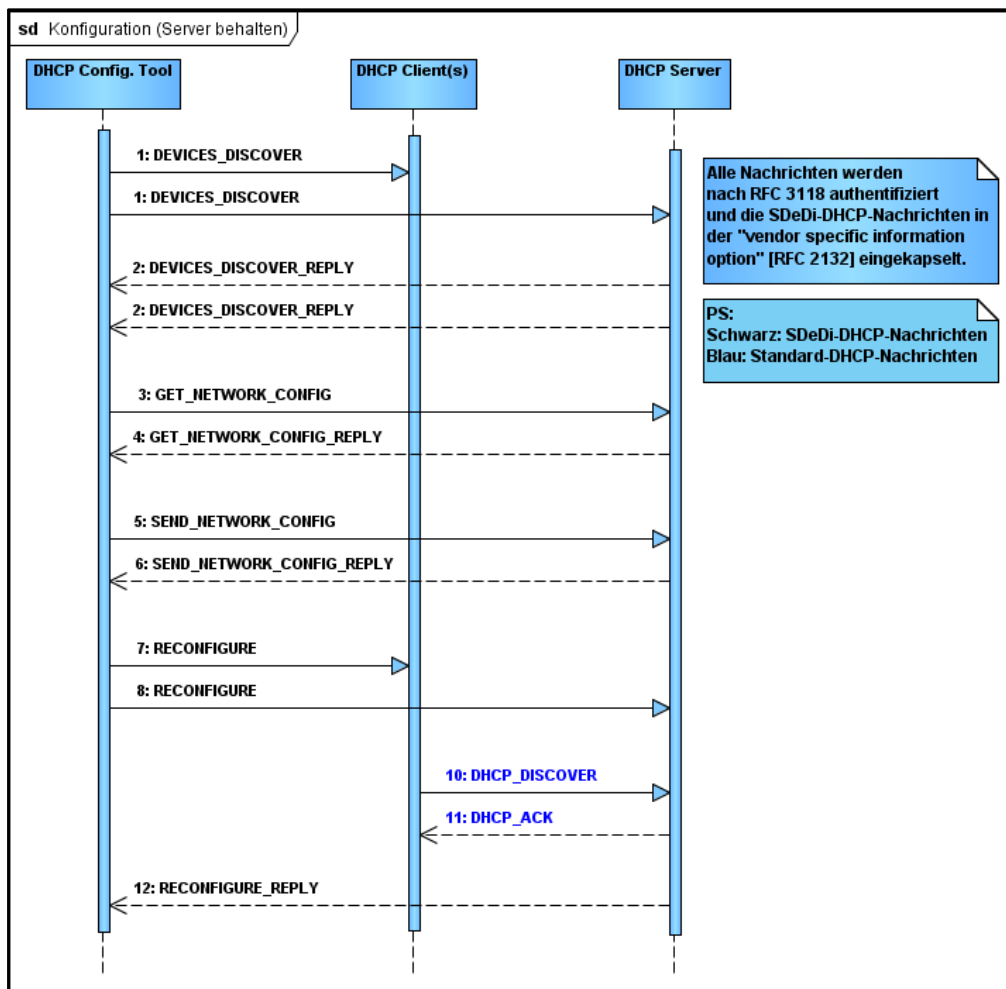 sd Konfiguration (Server behalten)
DHCP Config. Tool
DHCP Client(s)
DHCP Server
1: DEVICES_DISCOVER
1: DEVICES_DISCOVER
Alle Nachrichten werden
nach RFC 3118 authentifiziert
und die SDeDi-DHCP-Nachrichten in
der "vendor specific information
option" [RFC 2132] eingekapselt.
2: DEVICES_DISCOVER_REPLY
2: DEVICES_DISCOVER_REPLY
PS:
Schwarz: SDeDi-DHCP-Nachrichten
Blau: Standard-DHCP-Nachrichten
3: GET_NETWORK_CONFIG
4: GET_NETWORK_CONFIG_REPLY
5: SEND_NETWORK_CONFIG
6: SEND_NETWORK_CONFIG_REPLY
7: RECONFIGURE
8: RECONFIGURE
10: DHCP_DISCOVER
11: DHCP_ACK
12: RECONFIGURE_REPLY